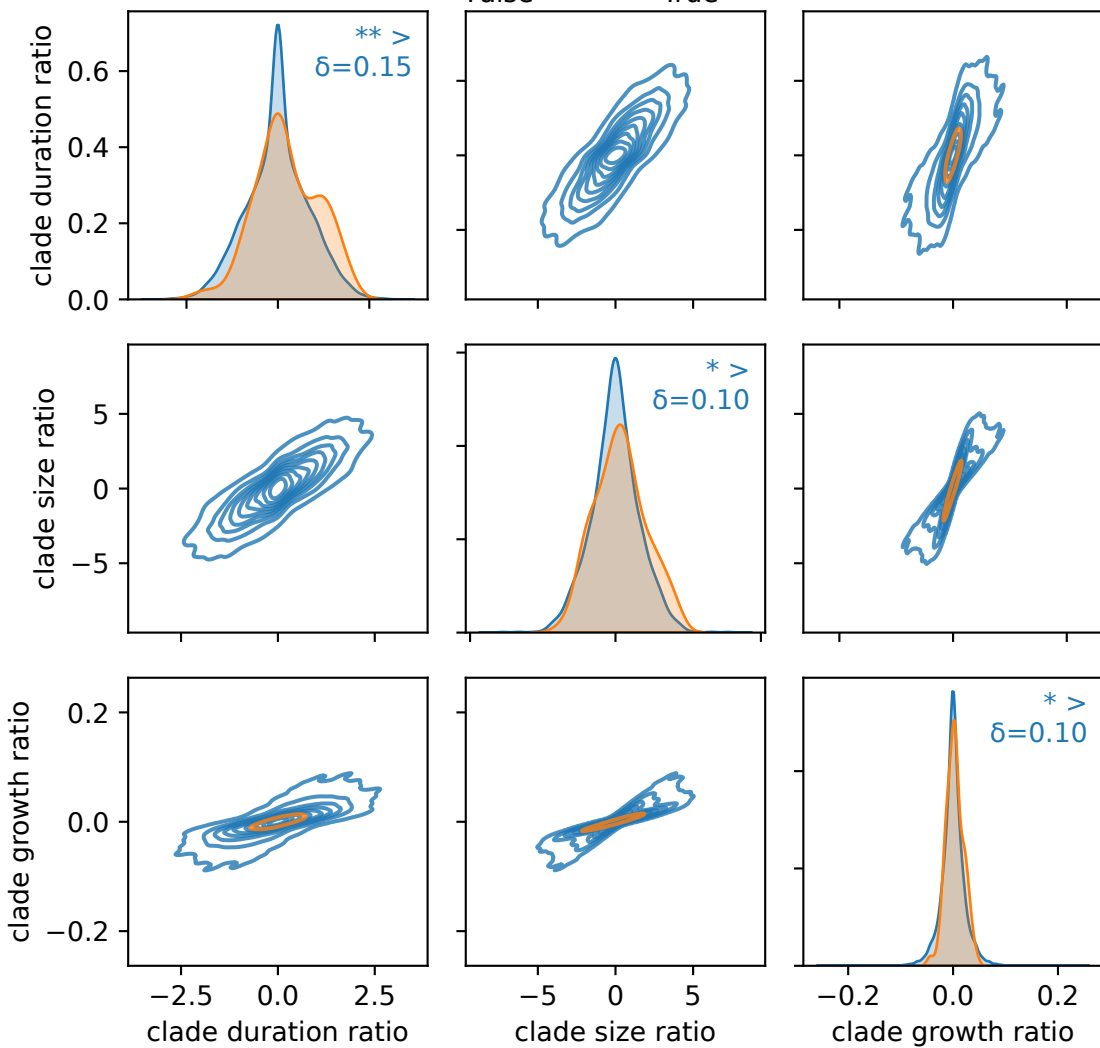 ** >
δ=0.15
clade duration ratio
0.6
0.4
0.2
0.0
* >
δ=0.10
clade size ratio
5
0
−5
* >
δ=0.10
clade growth ratio
0.2
0.0
−0.2
−2.5 0.0 2.5 −5 0 5 −0.2 0.0 0.2
clade duration ratio clade size ratio clade growth ratio